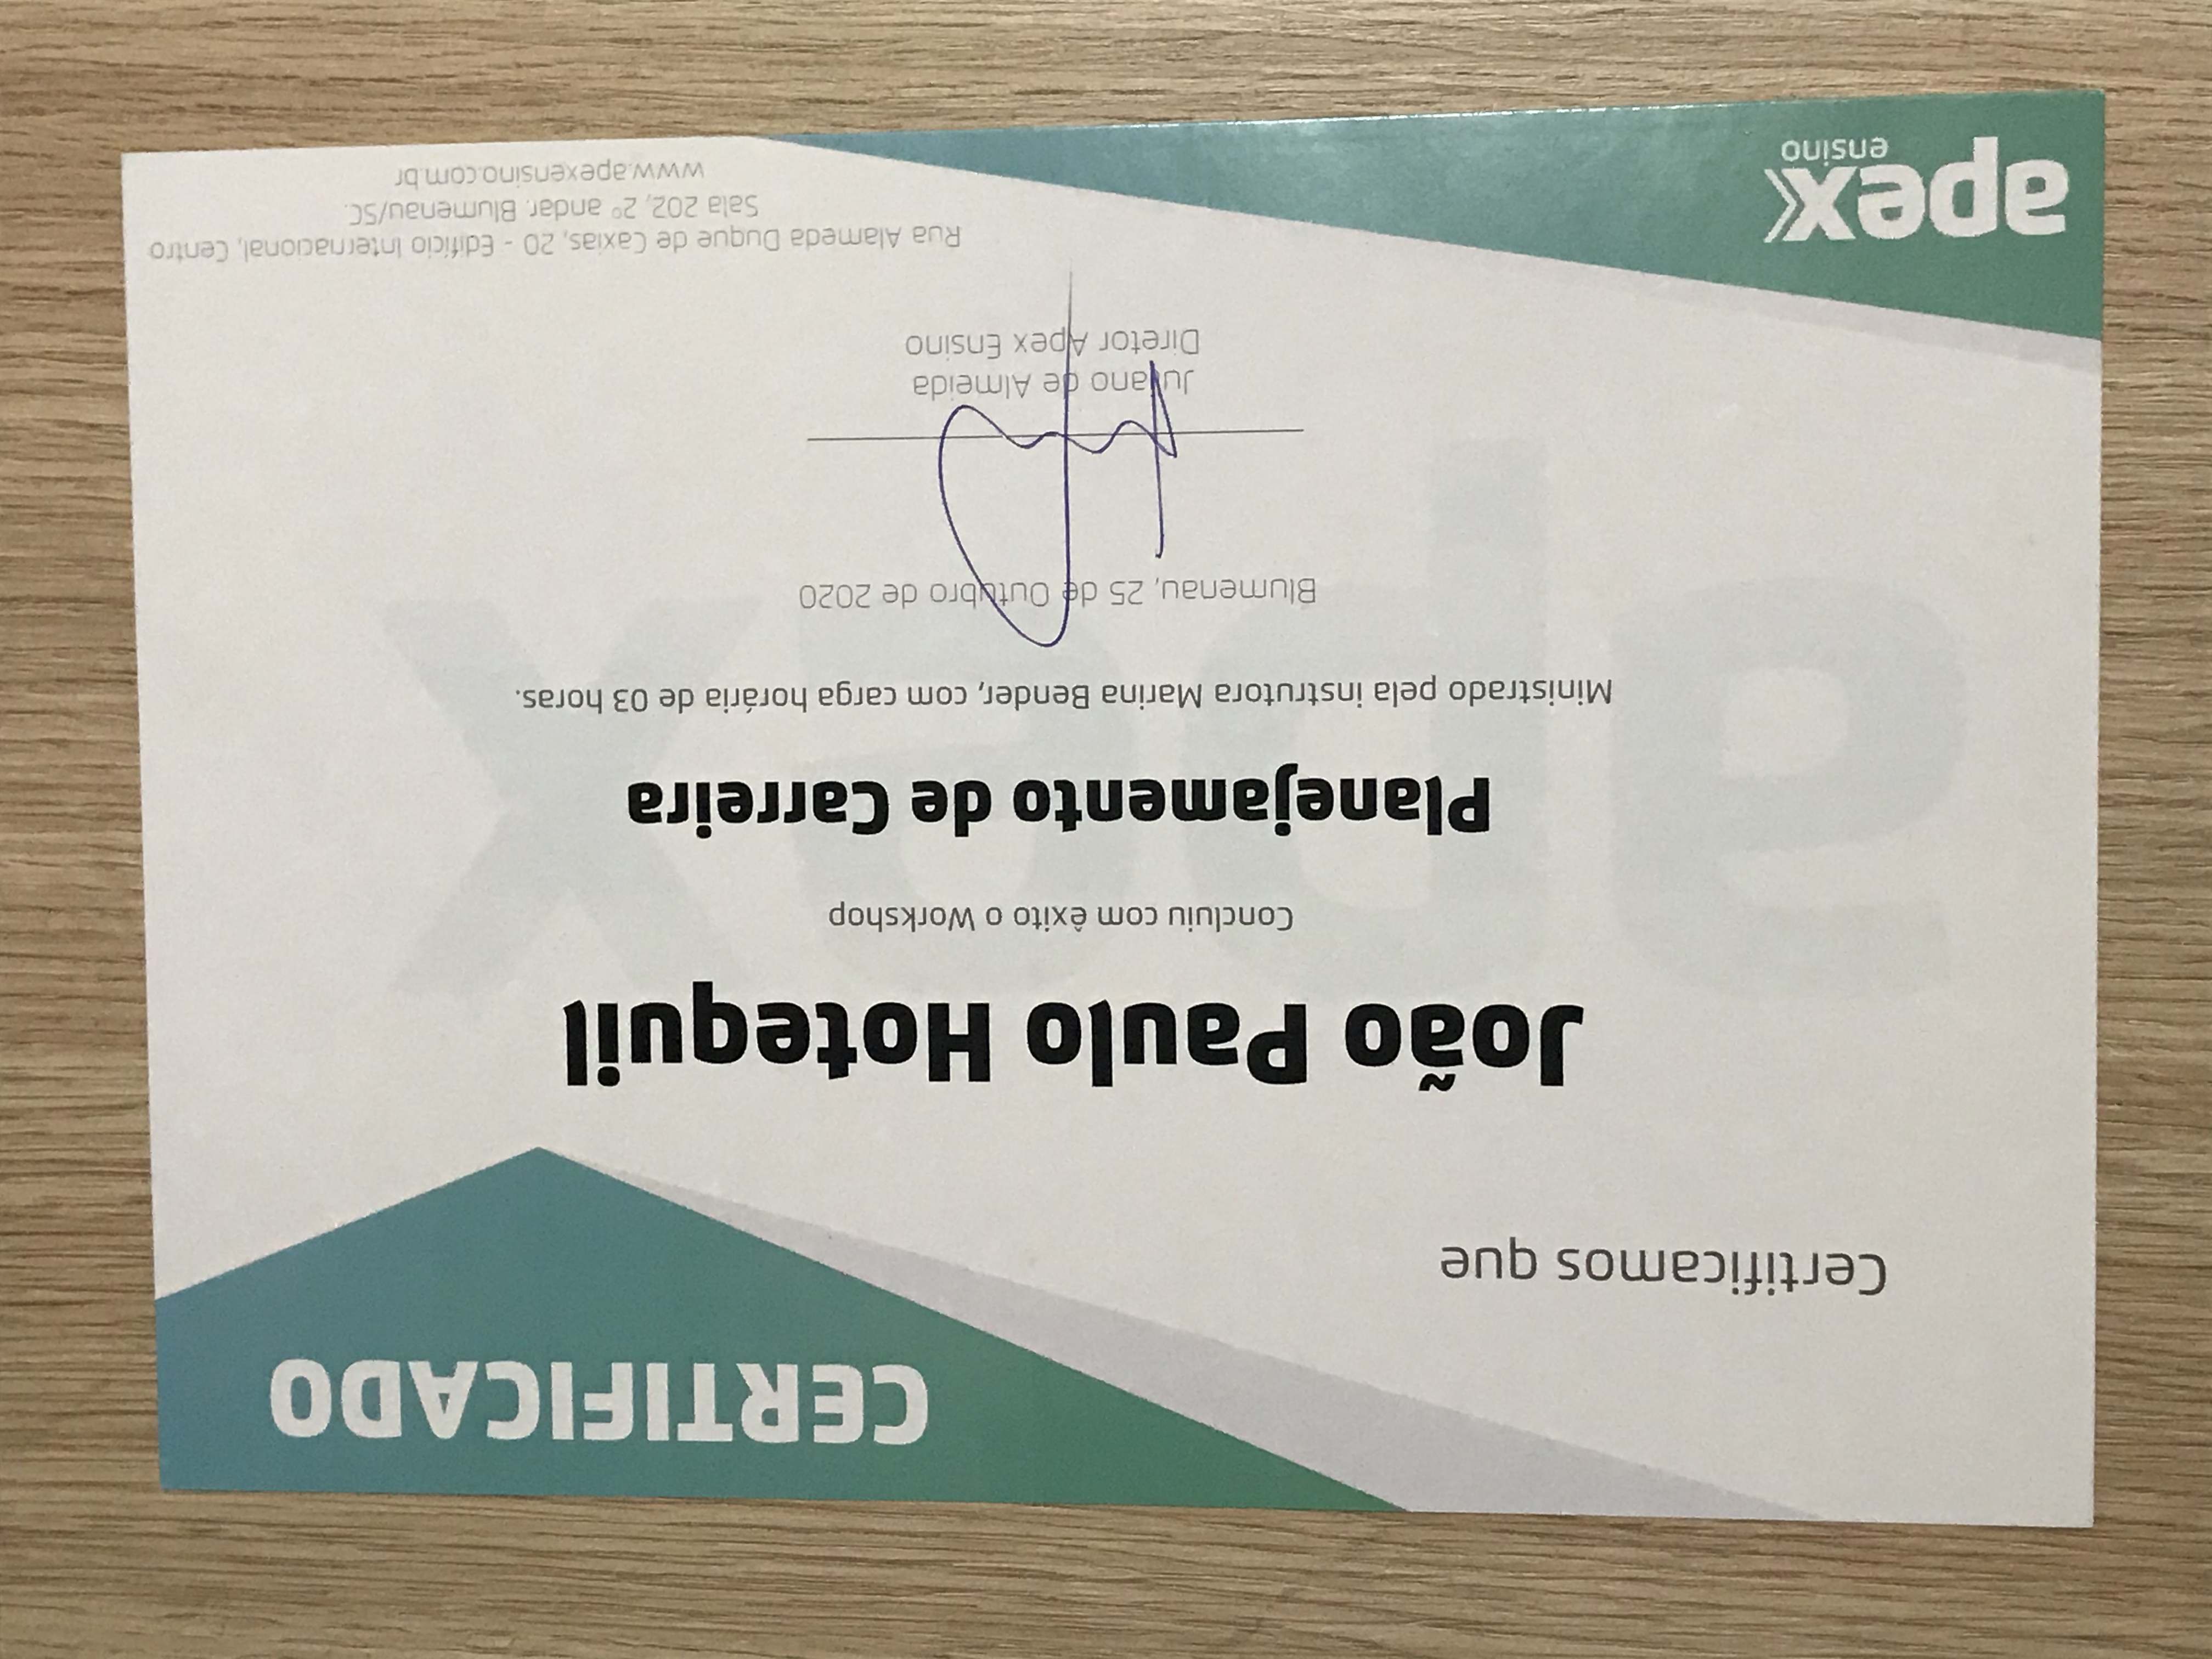 CERTIFICADO
Certificamos que
João Paulo Hotequil
Concluiu com êxito o Workshop
Planejamento de Carreira
Ministrado pela instrutora Marina Bender, com carga horária de 03 horas.
Blumenau, 25 de Outubro de 2020
Juliano de Almeida
Diretor Apex Ensino
Rua Alameda Duque de Caxias, 20 - Edifício Internacional, Centro
Sala 202, 2º andar. Blumenau/SC.
www.apexensino.com.br
apex
ensino
apex